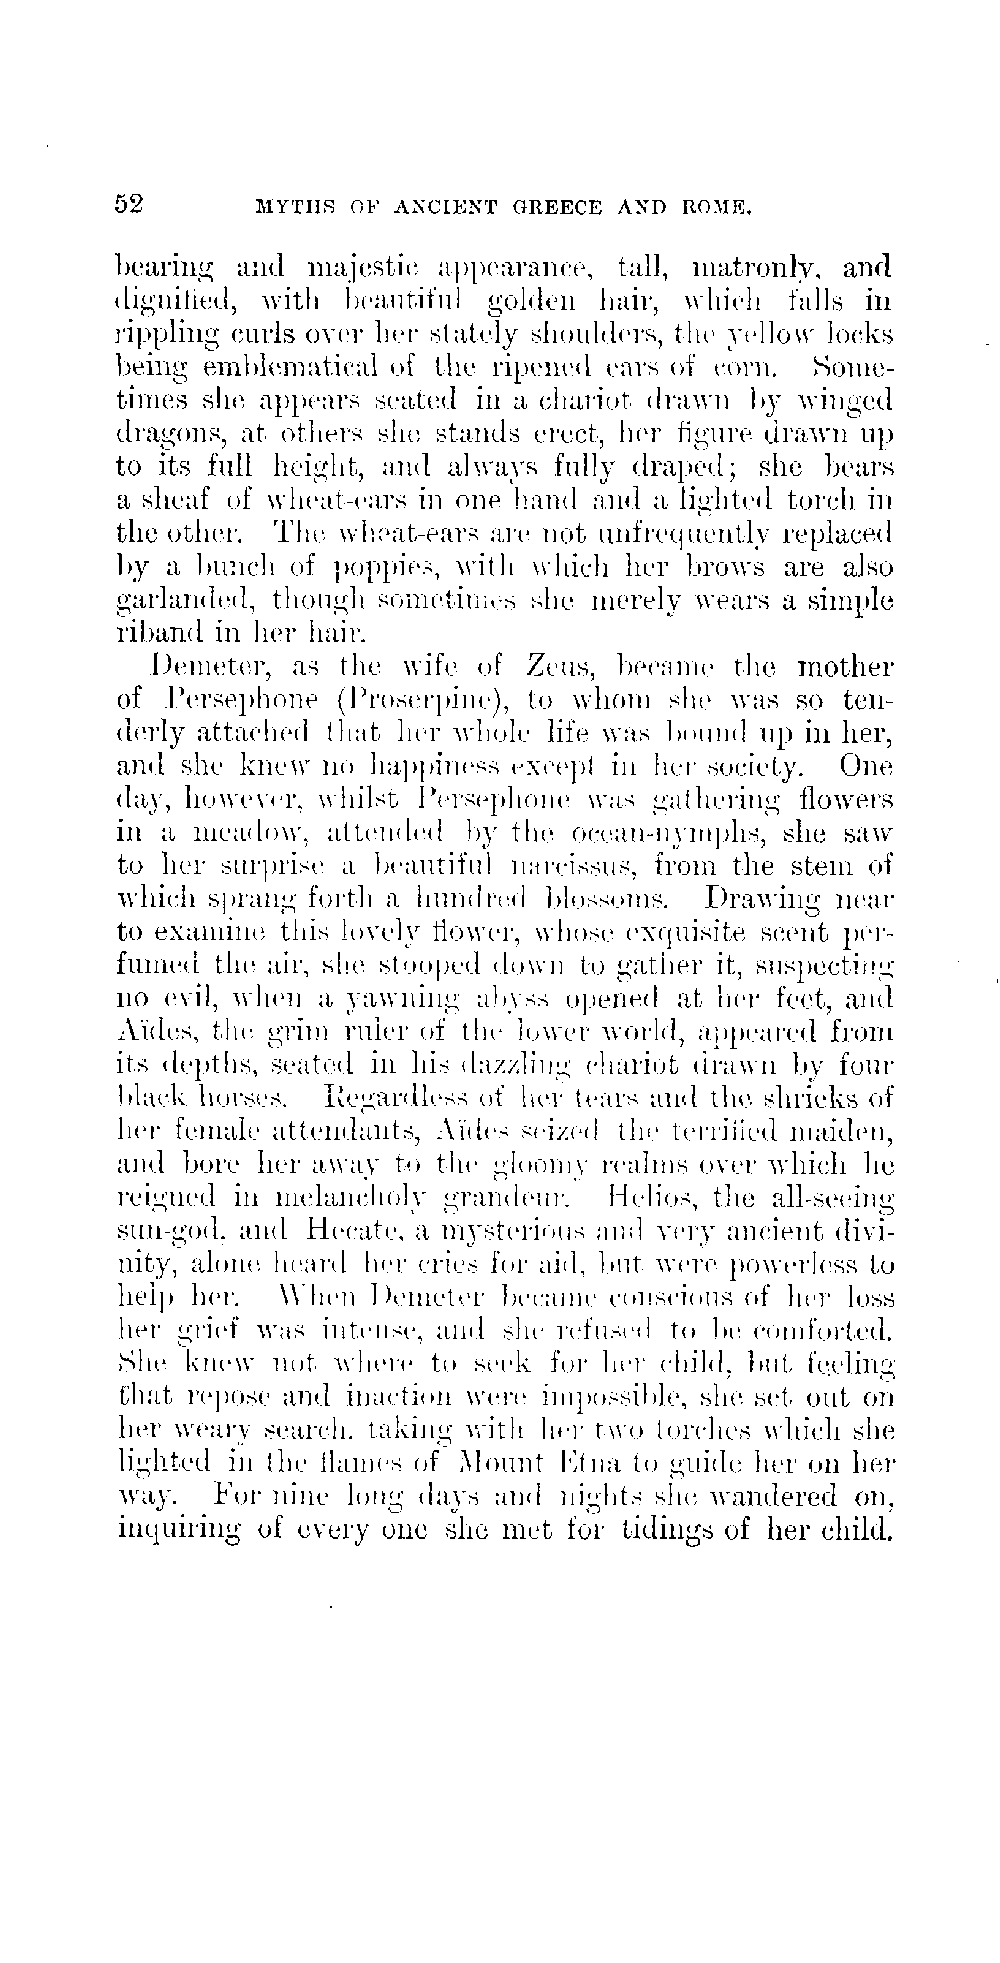 52 MYTHS OF ANCIENT GREECE AND ROME.
bearing and majestic appearance, tall, matronly, and
dignified, with beautiful golden hair, which falls in
rippling curls over her stately shoulders, the yellow locks
being emblematical of the ripened ears of corn. Some-
times she appears seated in a chariot drawn by winged
dragons, at others she stands erect, her figure drawn up
to its full height, and always fully draped; she bears
a sheaf of wheat-ears in one hand and a lighted torch in
the other. The wheat-ears are not unfrequently replaced
by a bunch of poppies, with which her brows are also
garlanded, though sometimes she merely wears a simple
riband in her hair.
Demeter, as the wife of Zeus, became the mother
of Persephone (Proserpine), to whom she was so ten-
derly attached that her whole life was bound up in her,
and she knew no happiness except in her society. One
day, however, whilst Persephone was gathering flowers
in a meadow, attended by the ocean-nymphs, she saw
to her surprise a beautiful narcissus, from the stem of
which sprang forth a hundred blossoms. Drawing near
to examine this lovely flower, whose exquisite scent per-
fumed the air, she stooped down to gather it, suspecting
no evil, when a yawning abyss opened at her feet, and
Aïdes, the grim ruler of the lower world, appeared from
its depths, seated in his dazzling chariot drawn by four
black horses. Regardless of her tears and the shrieks of
her female attendants, Aïdes seized the terrified maiden,
and bore her away to the gloomy realms over which he
reigned in melancholy grandeur. Helios, the all-seeing
sun-god, and Hecate, a mysterious and very ancient divi-
nity, alone heard her cries for aid, but were powerless to
help her. When Demeter became conscious of her loss
her grief was intense, and she refused to be comforted.
She knew not where to seek for her child, but feeling
that repose and inaction were impossible, she set out on
her weary search, taking with her two torches which she
lighted in the flames of Mount Etna to guide her on her
way. For nine long days and nights she wandered on,
inquiring of every one she met for tidings of her child.